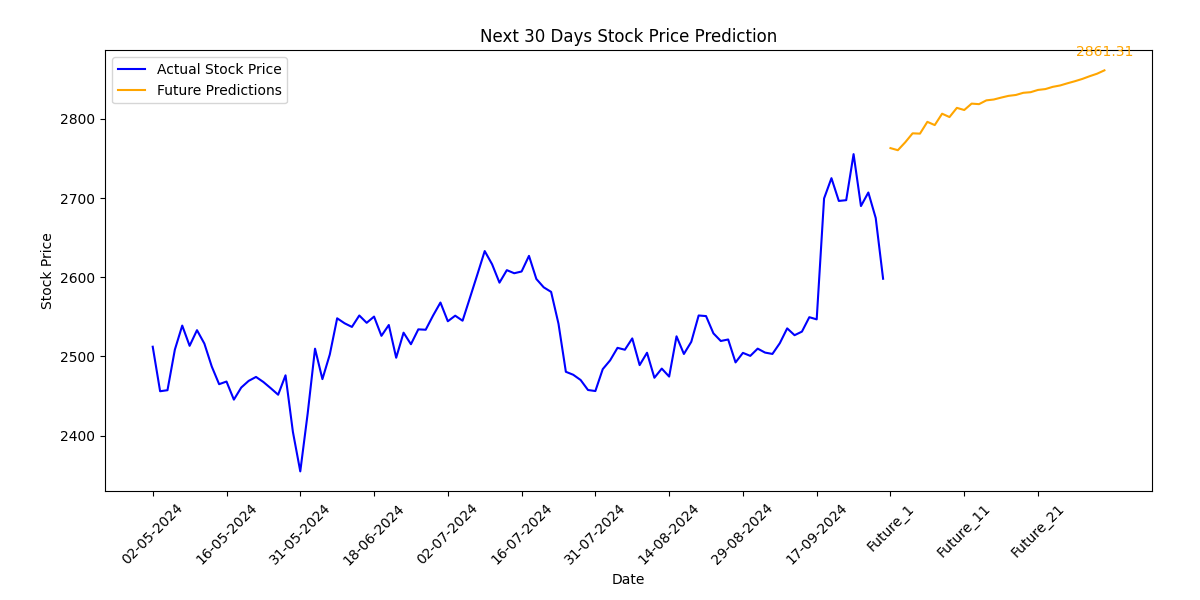 Next 30 Days Stock Price Prediction
2861.31
Actual Stock Price
Future Predictions
Stock Price
2800
2700
2600
2500
2400
02-05-2024
16-05-2024
31-05-2024
18-06-2024
02-07-2024
16-07-2024
31-07-2024
14-08-2024
29-08-2024
17-09-2024
Future_1
Future_11
Future_21
Date